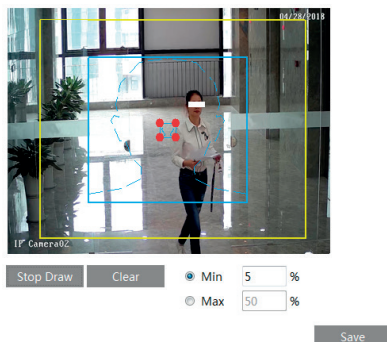 04/28/2018
IP Camera02
Stop Draw Clear Min 5 %
Max 50 %
Save